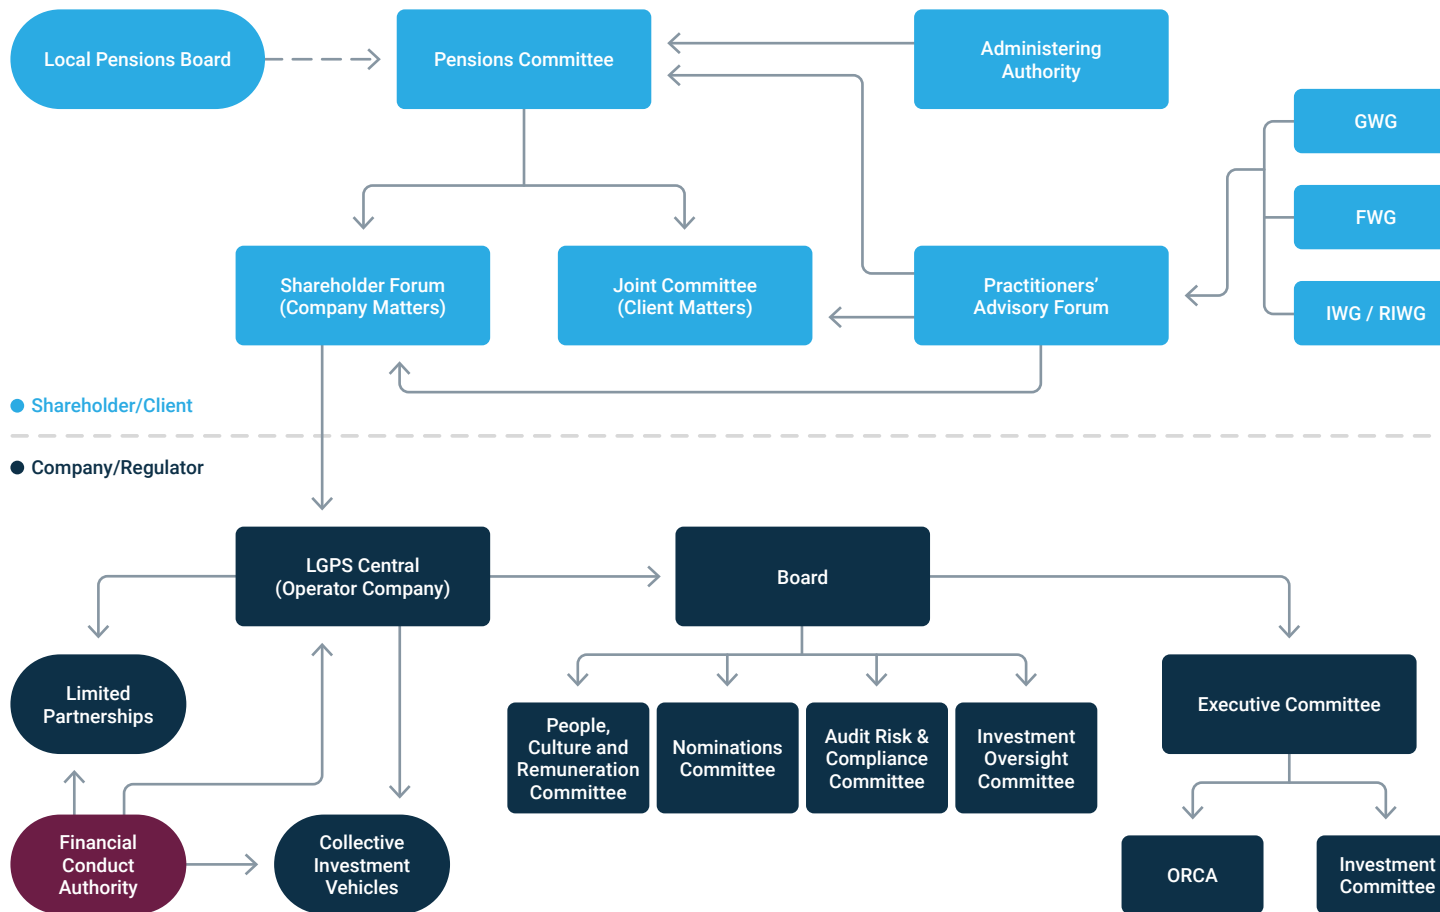 Local Pensions Board
Pensions Committee
Administering
Authority
GWG
FWG
IWG / RIWG
Shareholder Forum
(Company Matters)
Joint Committee
(Client Matters)
Practitioners’
Advisory Forum
Shareholder/Client
Company/Regulator
LGPS Central
(Operator Company)
Board
Limited
Partnerships
Executive Committee
People,
Culture and
Remuneration
Committee
Nominations
Committee
Audit Risk &
Compliance
Committee
Investment
Oversight
Committee
Financial
Conduct
Authority
Collective
Investment
Vehicles
ORCA
Investment
Committee